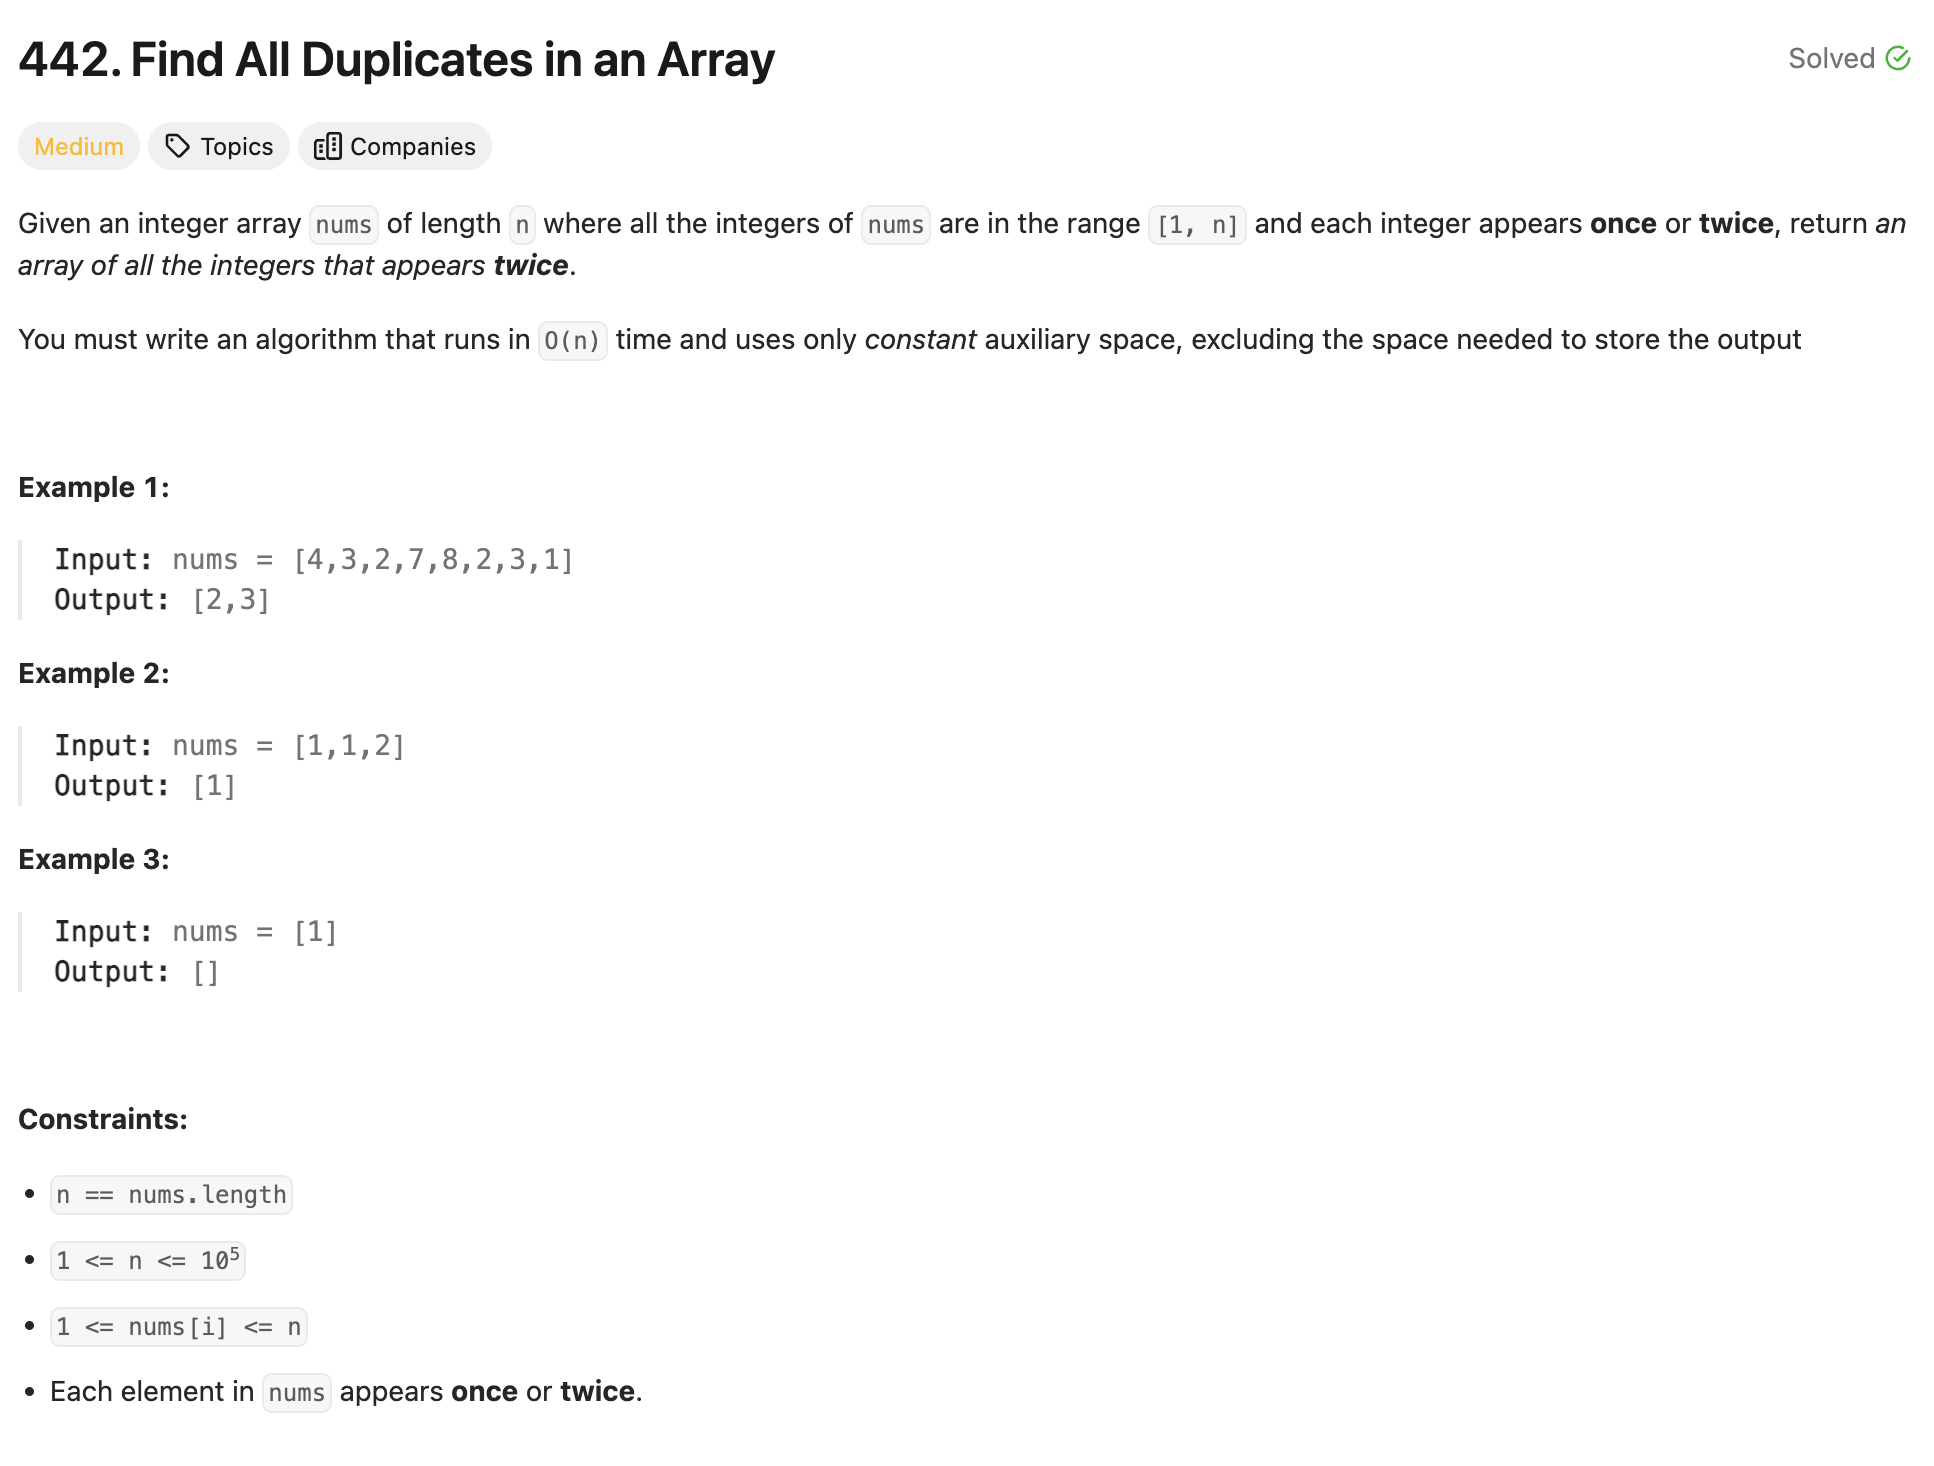 442. Find All Duplicates in an Array
Solved
Medium
Topics
Companies
Given an integer array nums of length n where all the integers of nums are in the range [1, n] and each integer appears once or twice, return an
array of all the integers that appears twice.
You must write an algorithm that runs in O(n) time and uses only constant auxiliary space, excluding the space needed to store the output
Example 1:
Input: nums = [4,3,2,7,8,2,3,1]
Output: [2,3]
Example 2:
Input: nums = [1,1,2]
Output: [1]
Example 3:
Input: nums = [1]
Output: []
Constraints:
• n == nums.length
• 1 <= n <= 10⁵
• 1 <= nums[i] <= n
• Each element in nums appears once or twice.